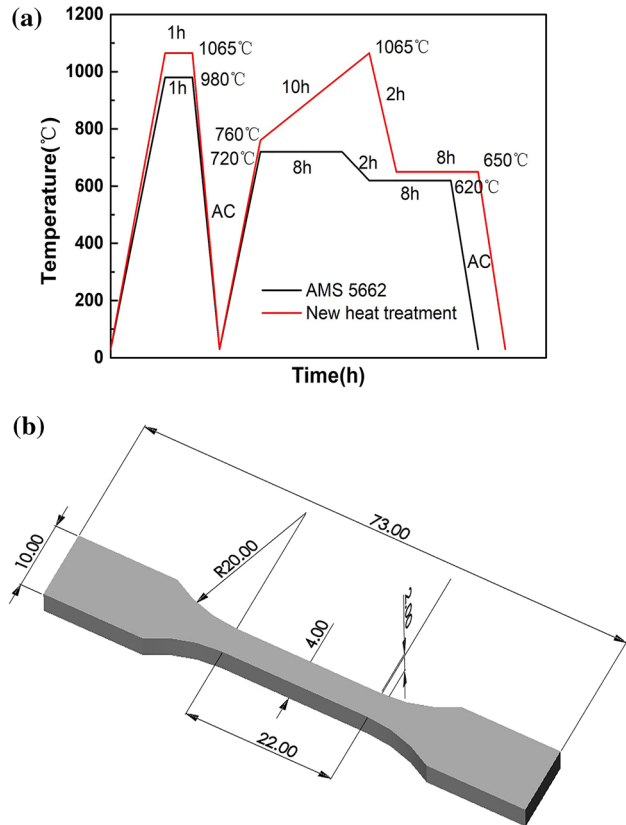 (a)
1200
1000
800
600
400
200
0
Temperature(℃)
1h
1065℃
1h
980℃
1065℃
10h
2h
760℃
720℃
8h
2h
8h
650℃
8h
620℃
AC
AC
AMS 5662
New heat treatment
Time(h)
(b)
73.00
10.00
R20.00
4.00
22.00